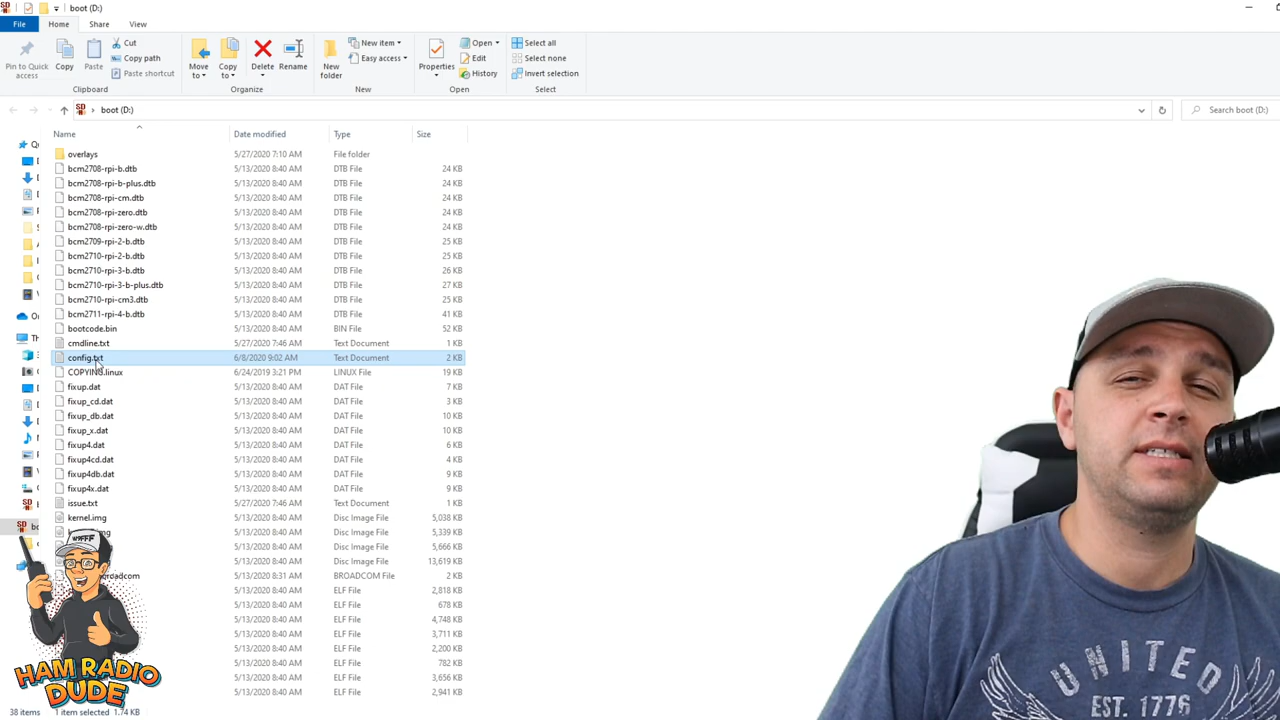 boot (D:)
File Home Share View
Pin to Quick access
Copy
Paste
Cut
Copy path
Paste shortcut
Clipboard
Move to
Copy to
Delete
Rename
Organize
New folder
New item
Easy access
New
Properties
Open
Edit
History
Open
Select all
Select none
Invert selection
Select
boot (D:)
Search boot (D:)
Name Date modified Type Size
overlays 5/27/2020 7:10 AM File folder
bcm2708-rpi-b.dtb 5/13/2020 8:40 AM DTB File 24 KB
bcm2708-rpi-b-plus.dtb 5/13/2020 8:40 AM DTB File 24 KB
bcm2708-rpi-cm.dtb 5/13/2020 8:40 AM DTB File 24 KB
bcm2708-rpi-zero.dtb 5/13/2020 8:40 AM DTB File 24 KB
bcm2708-rpi-zero-w.dtb 5/13/2020 8:40 AM DTB File 24 KB
bcm2709-rpi-2-b.dtb 5/13/2020 8:40 AM DTB File 25 KB
bcm2710-rpi-2-b.dtb 5/13/2020 8:40 AM DTB File 25 KB
bcm2710-rpi-3-b.dtb 5/13/2020 8:40 AM DTB File 26 KB
bcm2710-rpi-3-b-plus.dtb 5/13/2020 8:40 AM DTB File 27 KB
bcm2710-rpi-cm3.dtb 5/13/2020 8:40 AM DTB File 25 KB
bcm2711-rpi-4-b.dtb 5/13/2020 8:40 AM DTB File 41 KB
bootcode.bin 5/13/2020 8:40 AM BIN File 52 KB
cmdline.txt 5/27/2020 7:46 AM Text Document 1 KB
config.txt 6/8/2020 9:02 AM Text Document 2 KB
COPYING.linux 6/24/2019 3:21 PM LINUX File 19 KB
fixup.dat 5/13/2020 8:40 AM DAT File 7 KB
fixup_cd.dat 5/13/2020 8:40 AM DAT File 3 KB
fixup_db.dat 5/13/2020 8:40 AM DAT File 10 KB
fixup_x.dat 5/13/2020 8:40 AM DAT File 10 KB
fixup4.dat 5/13/2020 8:40 AM DAT File 6 KB
fixup4cd.dat 5/13/2020 8:40 AM DAT File 4 KB
fixup4db.dat 5/13/2020 8:40 AM DAT File 9 KB
fixup4x.dat 5/13/2020 8:40 AM DAT File 9 KB
issue.txt 5/27/2020 7:46 AM Text Document 1 KB
kernel.img 5/13/2020 8:40 AM Disc Image File 5,038 KB
5/13/2020 8:40 AM Disc Image File 5,339 KB
5/13/2020 8:40 AM Disc Image File 5,666 KB
5/13/2020 8:40 AM Disc Image File 13,619 KB
5/13/2020 8:31 AM BROADCOM File 2 KB
5/13/2020 8:40 AM ELF File 2,818 KB
5/13/2020 8:40 AM ELF File 678 KB
5/13/2020 8:40 AM ELF File 4,748 KB
5/13/2020 8:40 AM ELF File 3,711 KB
5/13/2020 8:40 AM ELF File 2,200 KB
5/13/2020 8:40 AM ELF File 782 KB
5/13/2020 8:40 AM ELF File 3,656 KB
5/13/2020 8:40 AM ELF File 2,941 KB
38 items 1 item selected 1.74 KB
HAM RADIO
DUDE
UNITED
EST. 1776